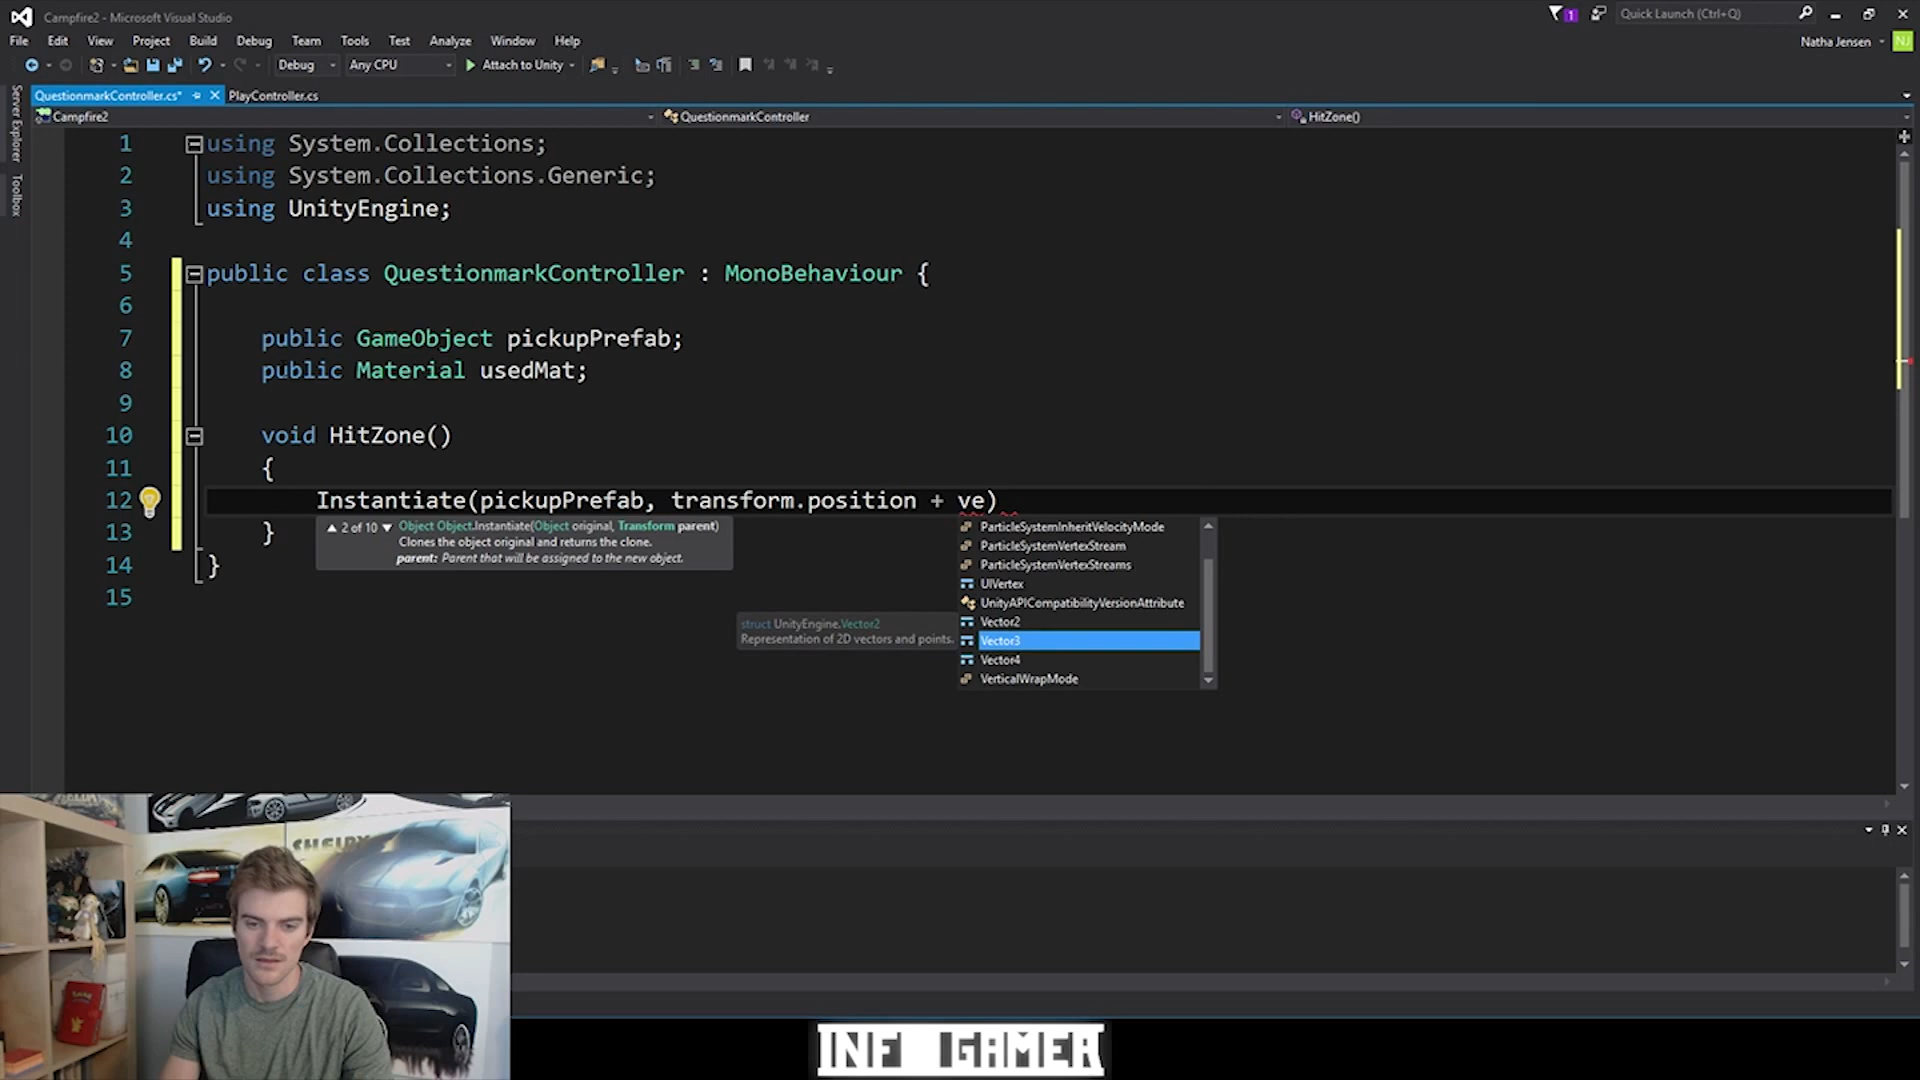 Campfire2 - Microsoft Visual Studio
1
Quick Launch (Ctrl+Q)
File Edit View Project Build Debug Team Tools Test Analyze Window Help
Natha Jensen
NJ
Debug
Any CPU
Attach to Unity
Server Explorer
Toolbox
QuestionmarkController.cs*
PlayController.cs
Campfire2
QuestionmarkController
HitZone()
1 using System.Collections;
2 using System.Collections.Generic;
3 using UnityEngine;
4
5 public class QuestionmarkController : MonoBehaviour {
6
7 public GameObject pickupPrefab;
8 public Material usedMat;
9
10 void HitZone()
11 {
12 Instantiate(pickupPrefab, transform.position + ve)
13 }
14 }
15
▲ 2 of 10 ▼ Object Object.Instantiate(Object original, Transform parent)
Clones the object original and returns the clone.
parent: Parent that will be assigned to the new object.
ParticleSystemInheritVelocityMode
ParticleSystemVertexStream
ParticleSystemVertexStreams
UIVertex
UnityAPICompatibilityVersionAttribute
Vector2
Vector3
Vector4
VerticalWrapMode
struct UnityEngine.Vector2
Representation of 2D vectors and points.
SHELBY
INF GAMER